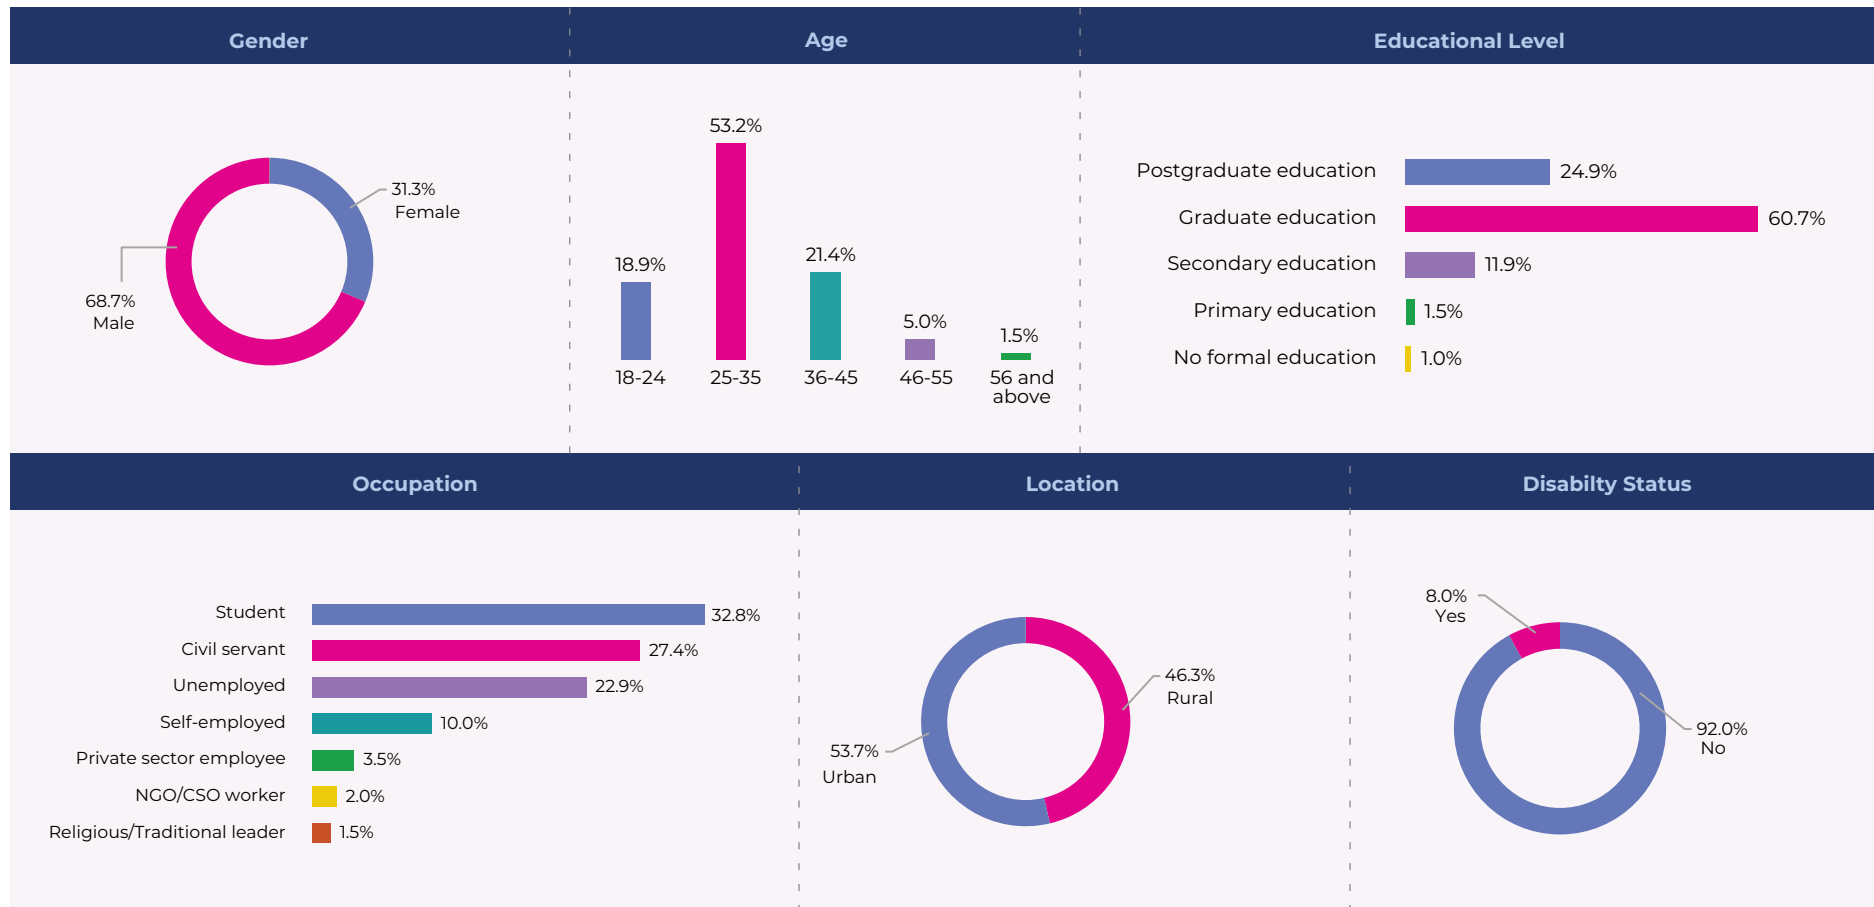 Gender
31.3%
Female
68.7%
Male
Age
53.2%
18.9%
21.4%
5.0%
1.5%
18-24
25-35
36-45
46-55
56 and
above
Educational Level
Postgraduate education 24.9%
Graduate education 60.7%
Secondary education 11.9%
Primary education 1.5%
No formal education 1.0%
Occupation
Student 32.8%
Civil servant 27.4%
Unemployed 22.9%
Self-employed 10.0%
Private sector employee 3.5%
NGO/CSO worker 2.0%
Religious/Traditional leader 1.5%
Location
46.3%
Rural
53.7%
Urban
Disabilty Status
8.0%
Yes
92.0%
No